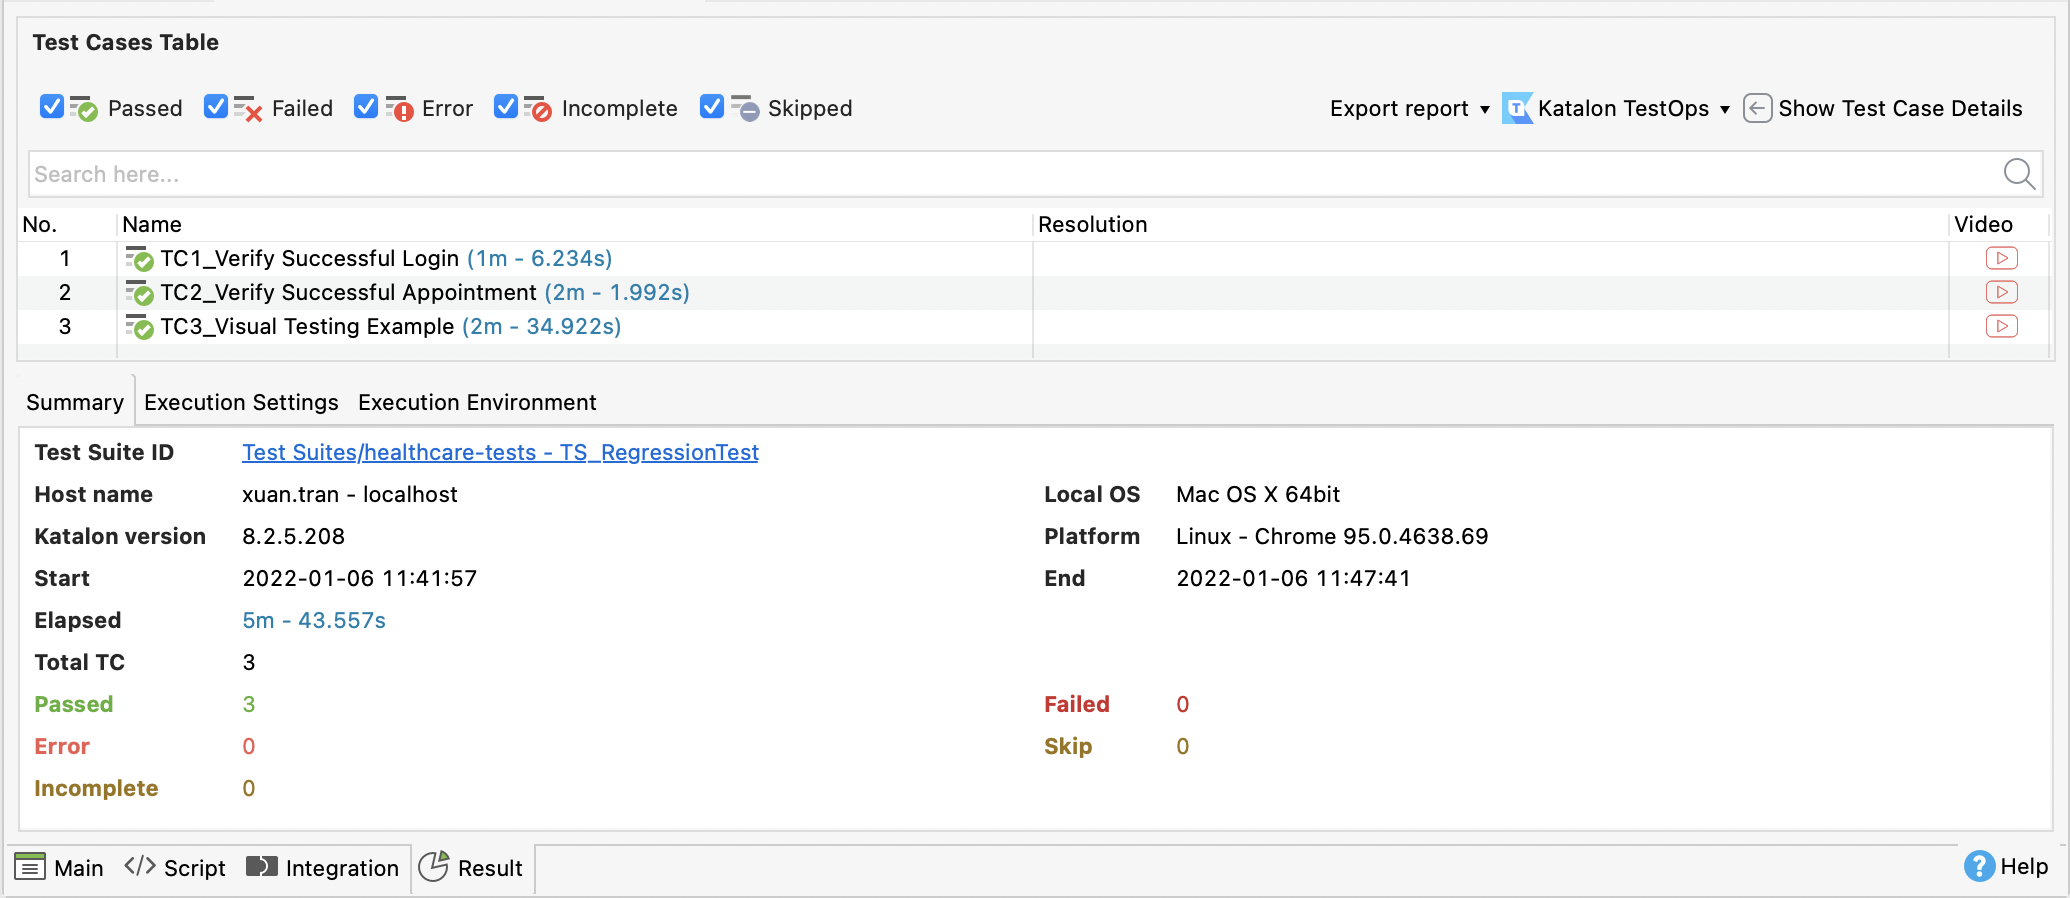 Test Cases Table
Passed Failed Error Incomplete Skipped Export report Katalon TestOps Show Test Case Details
Search here...
No. Name Resolution Video
1 TC1_Verify Successful Login (1m - 6.234s)
2 TC2_Verify Successful Appointment (2m - 1.992s)
3 TC3_Visual Testing Example (2m - 34.922s)
Summary Execution Settings Execution Environment
Test Suite ID Test Suites/healthcare-tests - TS_RegressionTest
Host name xuan.tran - localhost Local OS Mac OS X 64bit
Katalon version 8.2.5.208 Platform Linux - Chrome 95.0.4638.69
Start 2022-01-06 11:41:57 End 2022-01-06 11:47:41
Elapsed 5m - 43.557s
Total TC 3
Passed 3 Failed 0
Error 0 Skip 0
Incomplete 0
Main </> Script Integration Result ? Help